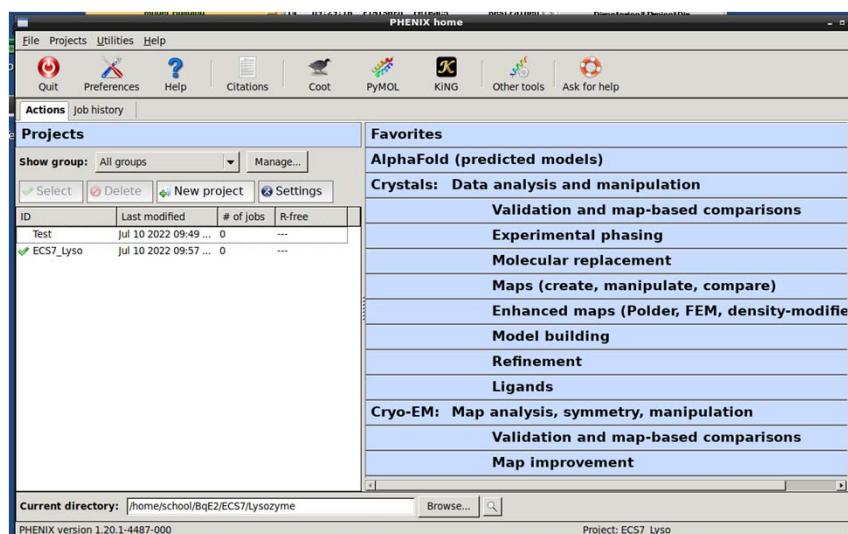 PHENIX home
File Projects Utilities Help
Quit Preferences Help Citations Coot PyMOL KiNG Other tools Ask for help
Actions Job history
Projects
Show group: All groups Manage...
Select Delete New project Settings
ID Last modified # of jobs R-free
Test Jul 10 2022 09:49 ... 0 ---
ECS7_Lyso Jul 10 2022 09:57 ... 0 ---
Favorites
AlphaFold (predicted models)
Crystals: Data analysis and manipulation
Validation and map-based comparisons
Experimental phasing
Molecular replacement
Maps (create, manipulate, compare)
Enhanced maps (Polder, FEM, density-modifie
Model building
Refinement
Ligands
Cryo-EM: Map analysis, symmetry, manipulation
Validation and map-based comparisons
Map improvement
Current directory: /home/school/BqE2/ECS7/Lysozyme Browse...
PHENIX version 1.20.1-4487-000 Project: ECS7_Lyso